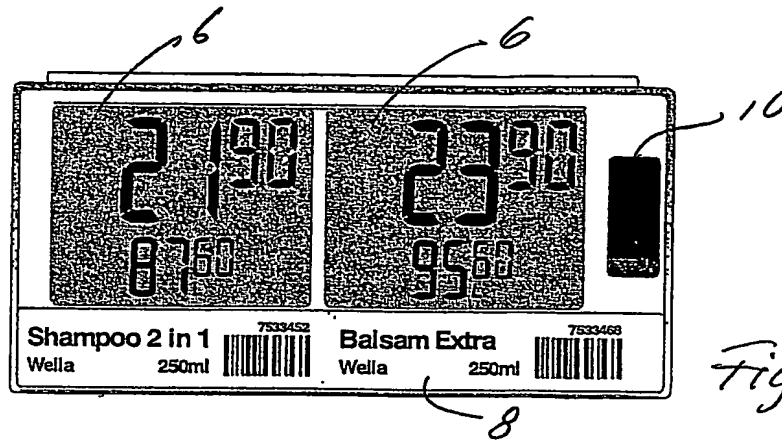 6 6 10
21 90 23 90
87 60 95 60
Shampoo 2 in 1 7533452 Balsam Extra 7533468
Wella 250ml Wella 250ml
8
Fig